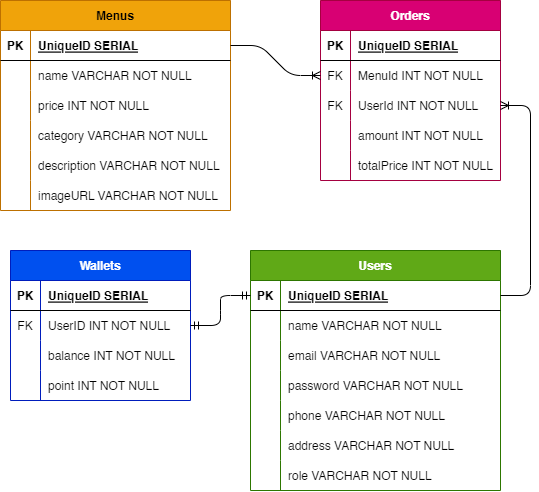 Menus
PK UniqueID SERIAL
name VARCHAR NOT NULL
price INT NOT NULL
category VARCHAR NOT NULL
description VARCHAR NOT NULL
imageURL VARCHAR NOT NULL
Orders
PK UniqueID SERIAL
FK MenuId INT NOT NULL
FK UserId INT NOT NULL
amount INT NOT NULL
totalPrice INT NOT NULL
Wallets
PK UniqueID SERIAL
FK UserID INT NOT NULL
balance INT NOT NULL
point INT NOT NULL
Users
PK UniqueID SERIAL
name VARCHAR NOT NULL
email VARCHAR NOT NULL
password VARCHAR NOT NULL
phone VARCHAR NOT NULL
address VARCHAR NOT NULL
role VARCHAR NOT NULL